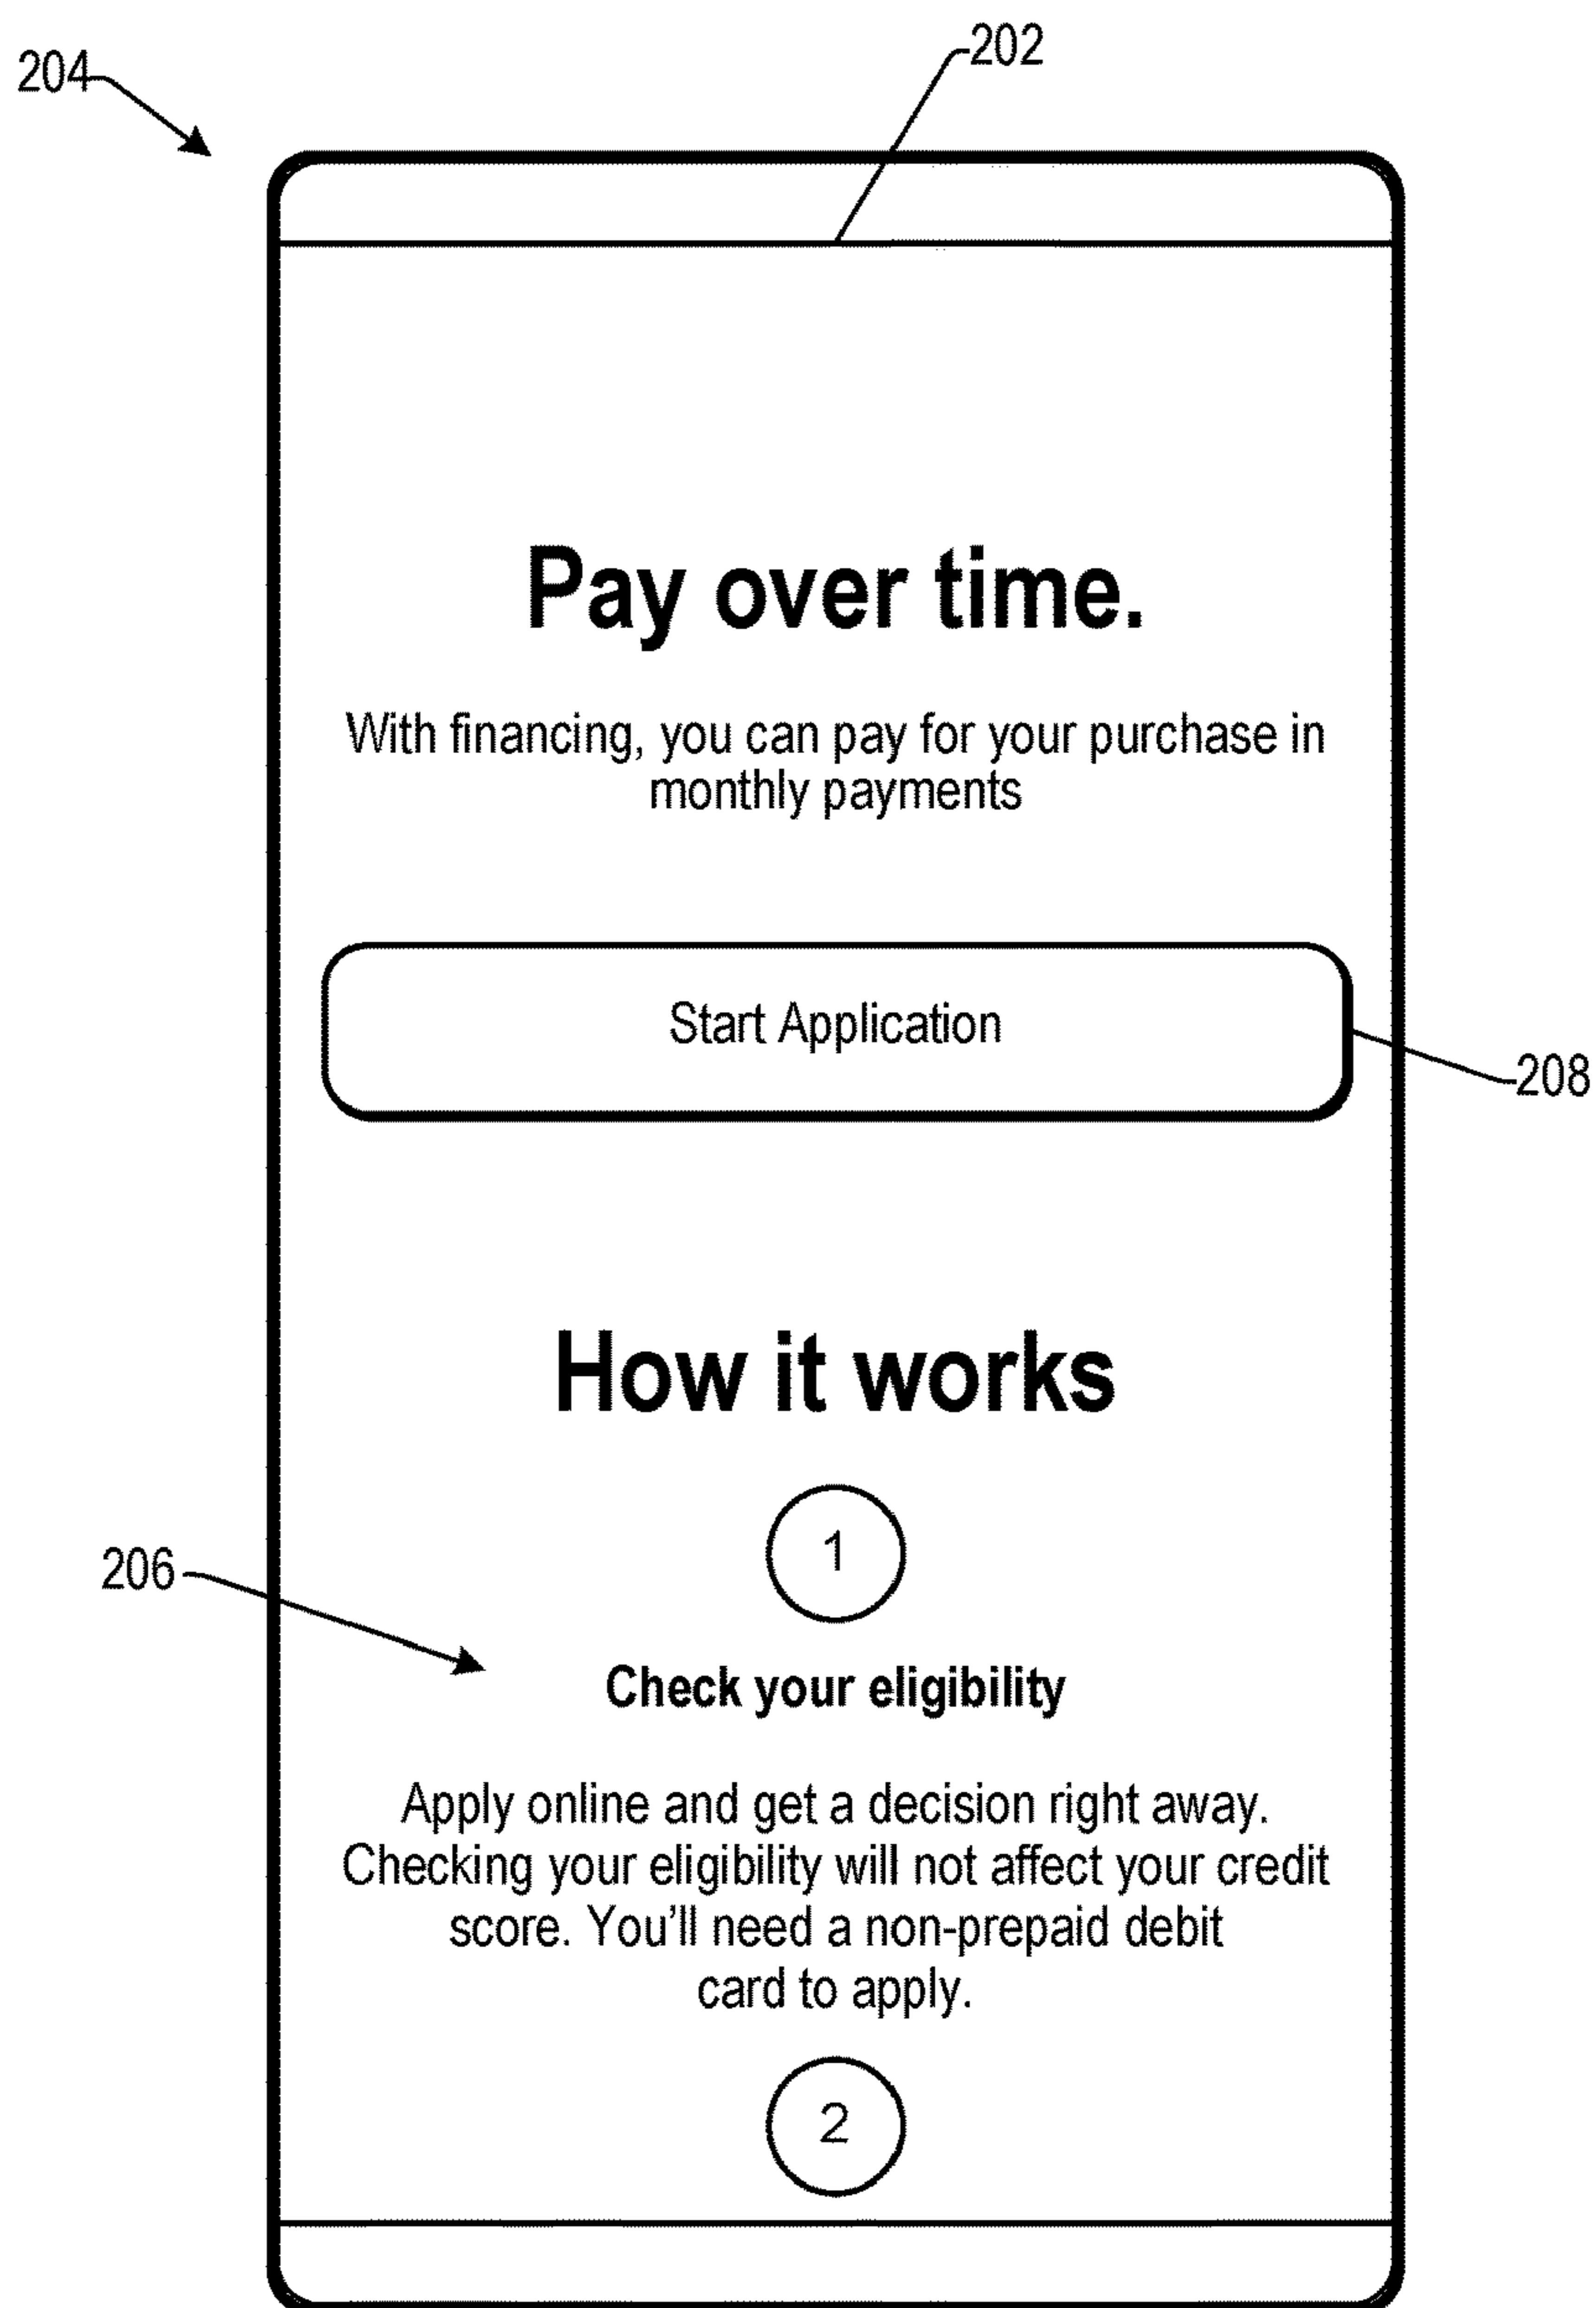 202
204
Pay over time.
With financing, you can pay for your purchase in
monthly payments
Start Application
208
How it works
1
206
Check your eligibility
Apply online and get a decision right away.
Checking your eligibility will not affect your credit
score. You'll need a non-prepaid debit
card to apply.
2